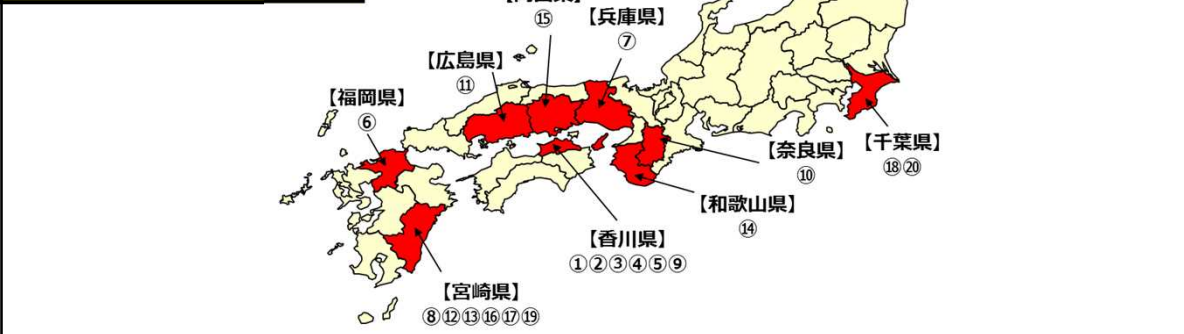 ⑮
【兵庫県】
⑦
【広島県】
⑪
【福岡県】
⑥
【千葉県】
⑱⑳
【奈良県】
⑩
【和歌山県】
⑭
【香川県】
①②③④⑤⑨
【宮崎県】
⑧⑫⑬⑯⑰⑲